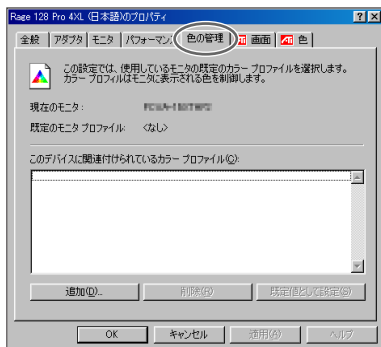 Rage 128 Pro 4XL (日本語)のプロパティ
全般 アダプタ モニタ パフォーマン 色の管理 画面 色
この設定では、使用しているモニタの既定のカラー プロファイルを選択します。
カラー プロフィルはモニタに表示される色を制御します。
現在のモニタ:
既定のモニタ プロファイル: <なし>
このデバイスに関連付けられているカラー プロファイル(C):
追加(D)... 削除(R) 既定値として設定(S)
OK キャンセル 適用(A) ヘルプ